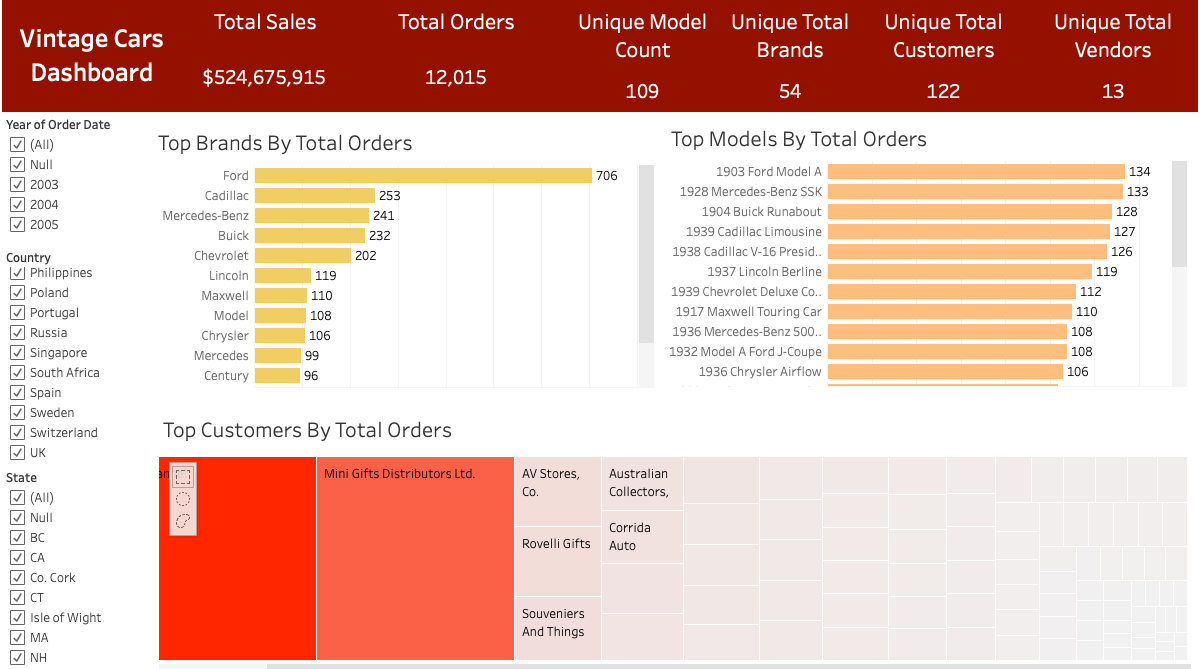 Vintage Cars
Dashboard
Total Sales
$524,675,915
Total Orders
12,015
Unique Model
Count
109
Unique Total
Brands
54
Unique Total
Customers
122
Unique Total
Vendors
13
Year of Order Date
(All)
Null
2003
2004
2005
Country
Philippines
Poland
Portugal
Russia
Singapore
South Africa
Spain
Sweden
Switzerland
UK
State
(All)
Null
BC
CA
Co. Cork
CT
Isle of Wight
MA
NH
Top Brands By Total Orders
Ford 706
Cadillac 253
Mercedes-Benz 241
Buick 232
Chevrolet 202
Lincoln 119
Maxwell 110
Model 108
Chrysler 106
Mercedes 99
Century 96
Top Models By Total Orders
1903 Ford Model A 134
1928 Mercedes-Benz SSK 133
1904 Buick Runabout 128
1939 Cadillac Limousine 127
1938 Cadillac V-16 Presid.. 126
1937 Lincoln Berline 119
1939 Chevrolet Deluxe Co.. 112
1917 Maxwell Touring Car 110
1936 Mercedes-Benz 500.. 108
1932 Model A Ford J-Coupe 108
1936 Chrysler Airflow 106
Top Customers By Total Orders
Mini Gifts Distributors Ltd.
AV Stores,
Co.
Rovelli Gifts
Souveniers
And Things
Australian
Collectors,
Corrida
Auto